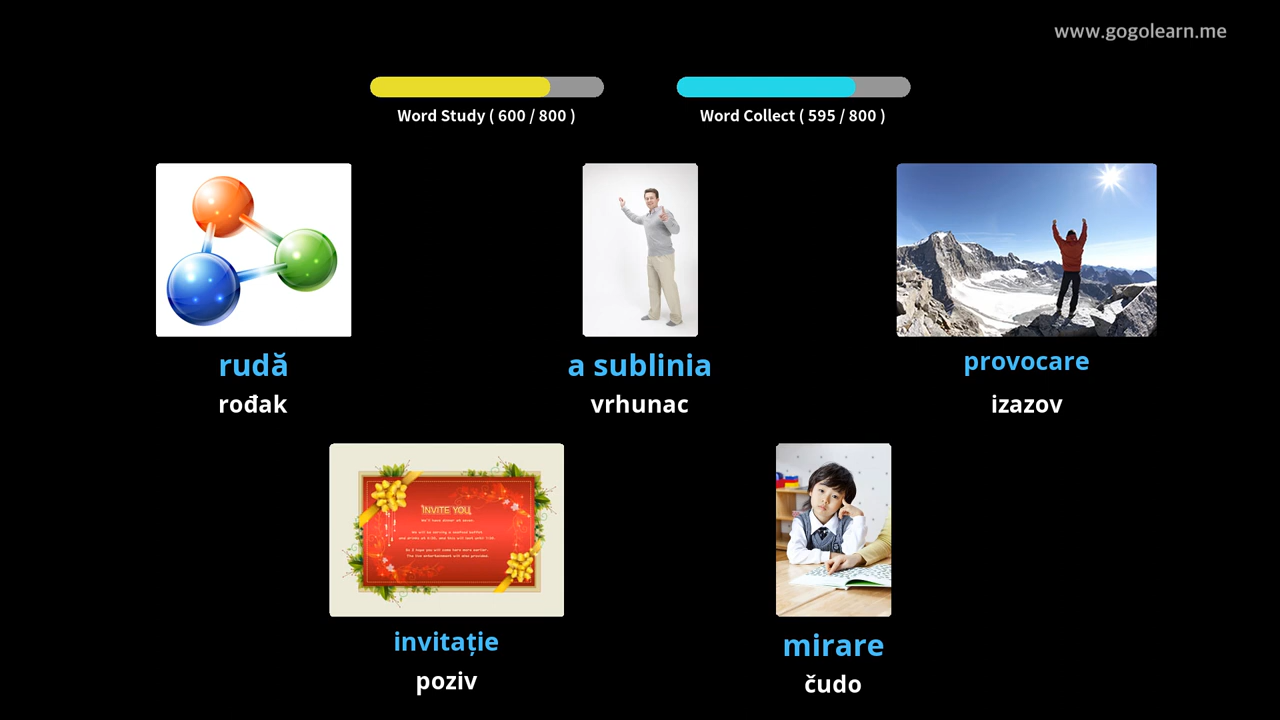 www.gogolearn.me
Word Study ( 600 / 800 )
Word Collect ( 595 / 800 )
rudă
a sublinia
provocare
rođak
vrhunac
izazov
INVITE YOU
invitație
mirare
poziv
čudo